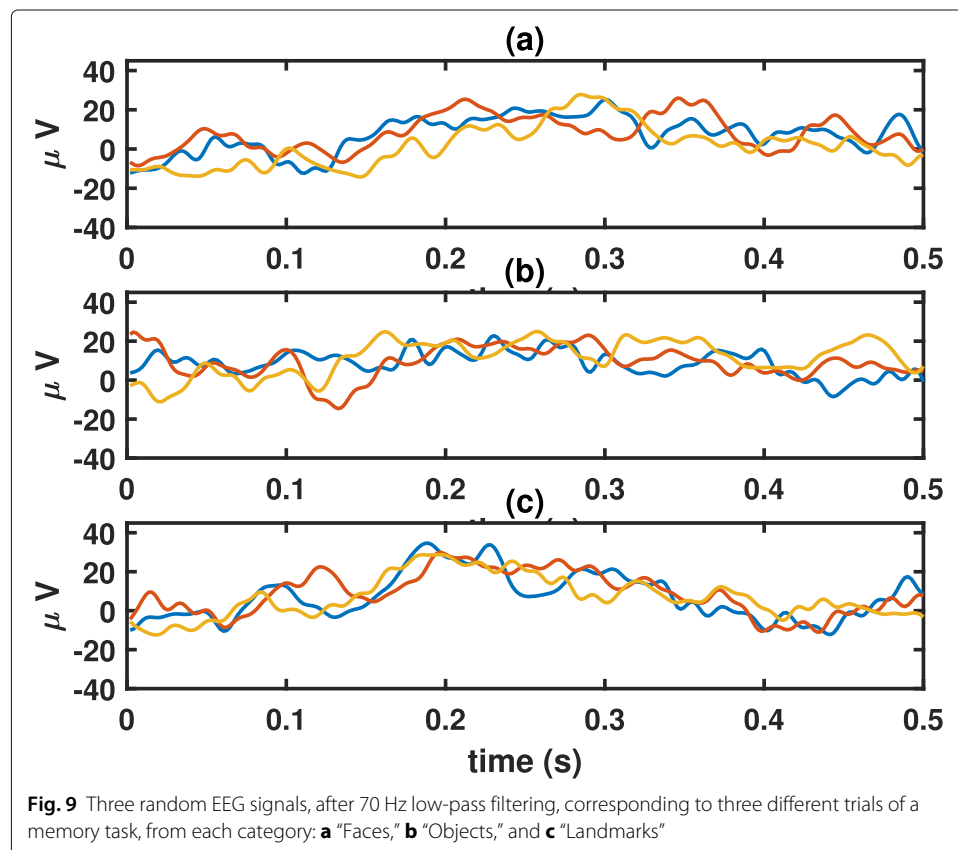 (a)
40
20
0
-20
-40
μ V
0 0.1 0.2 0.3 0.4 0.5
(b)
40
20
0
-20
-40
μ V
0 0.1 0.2 0.3 0.4 0.5
(c)
40
20
0
-20
-40
μ V
0 0.1 0.2 0.3 0.4 0.5
time (s)
Fig. 9 Three random EEG signals, after 70 Hz low-pass filtering, corresponding to three different trials of a
memory task, from each category: a “Faces,” b “Objects,” and c “Landmarks”